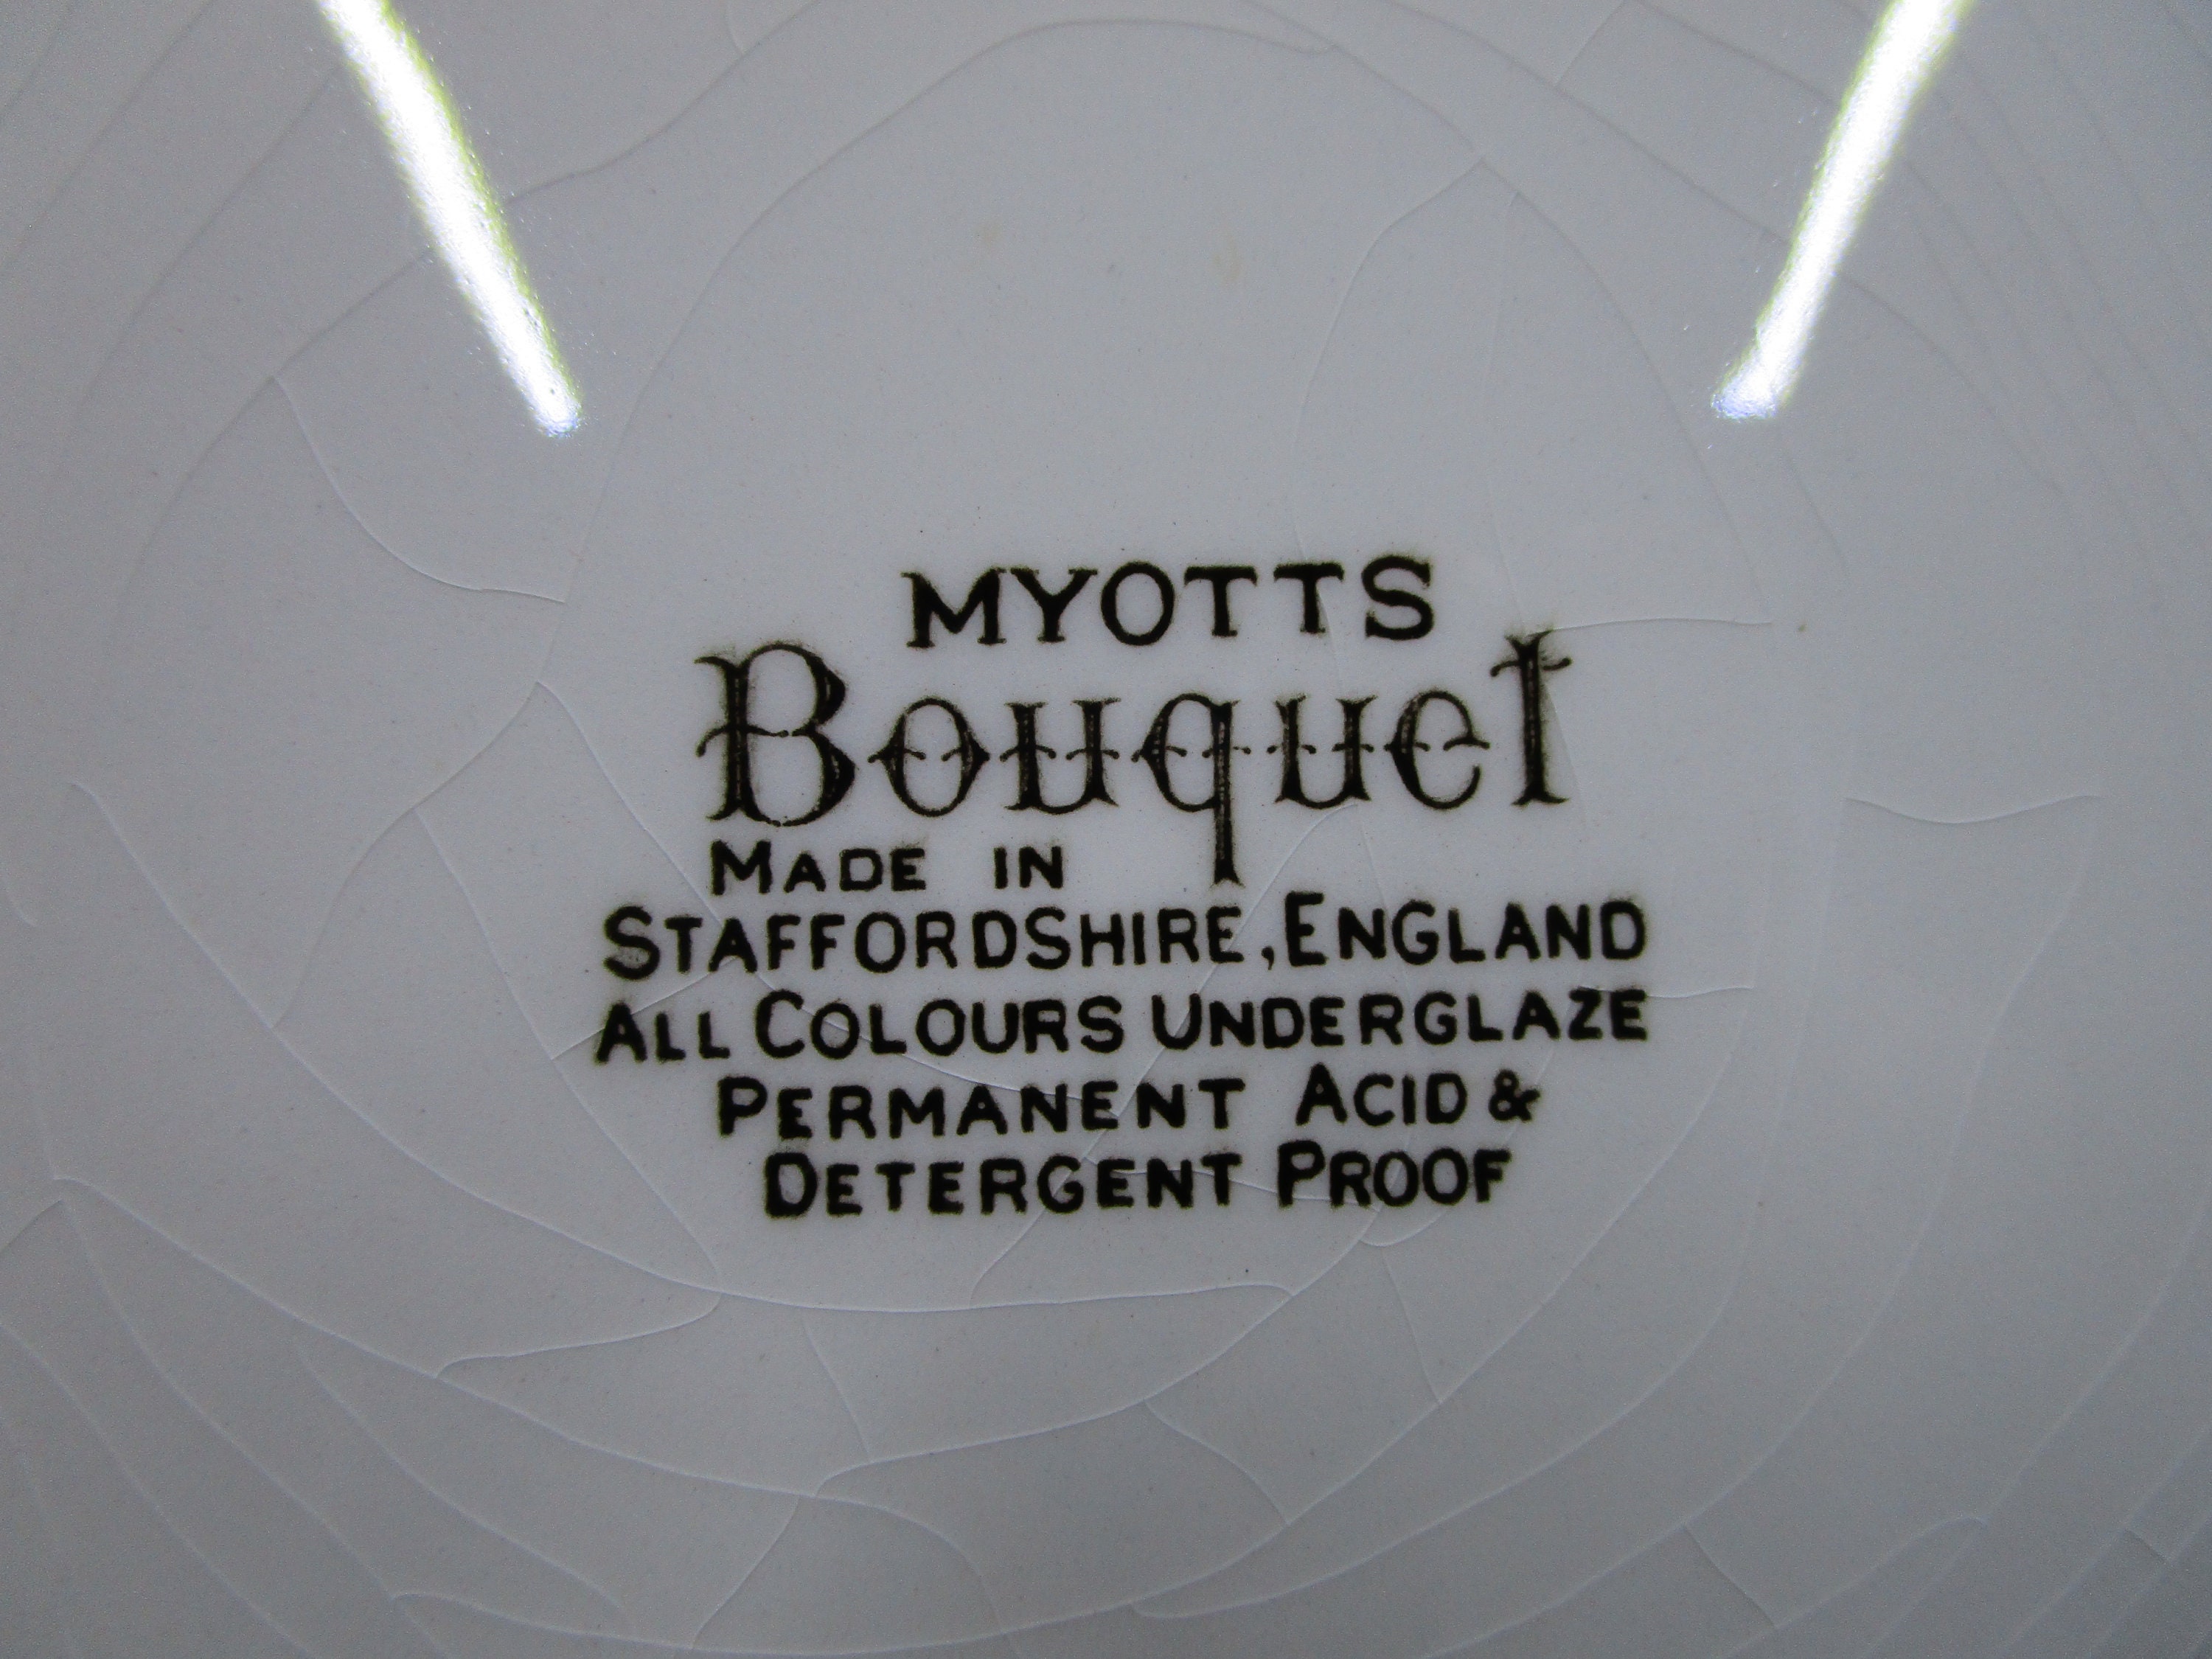 MYOTTS
Bouquet
MADE IN
STAFFORDSHIRE, ENGLAND
ALL COLOURS UNDERGLAZE
PERMANENT ACID &
DETERGENT PROOF